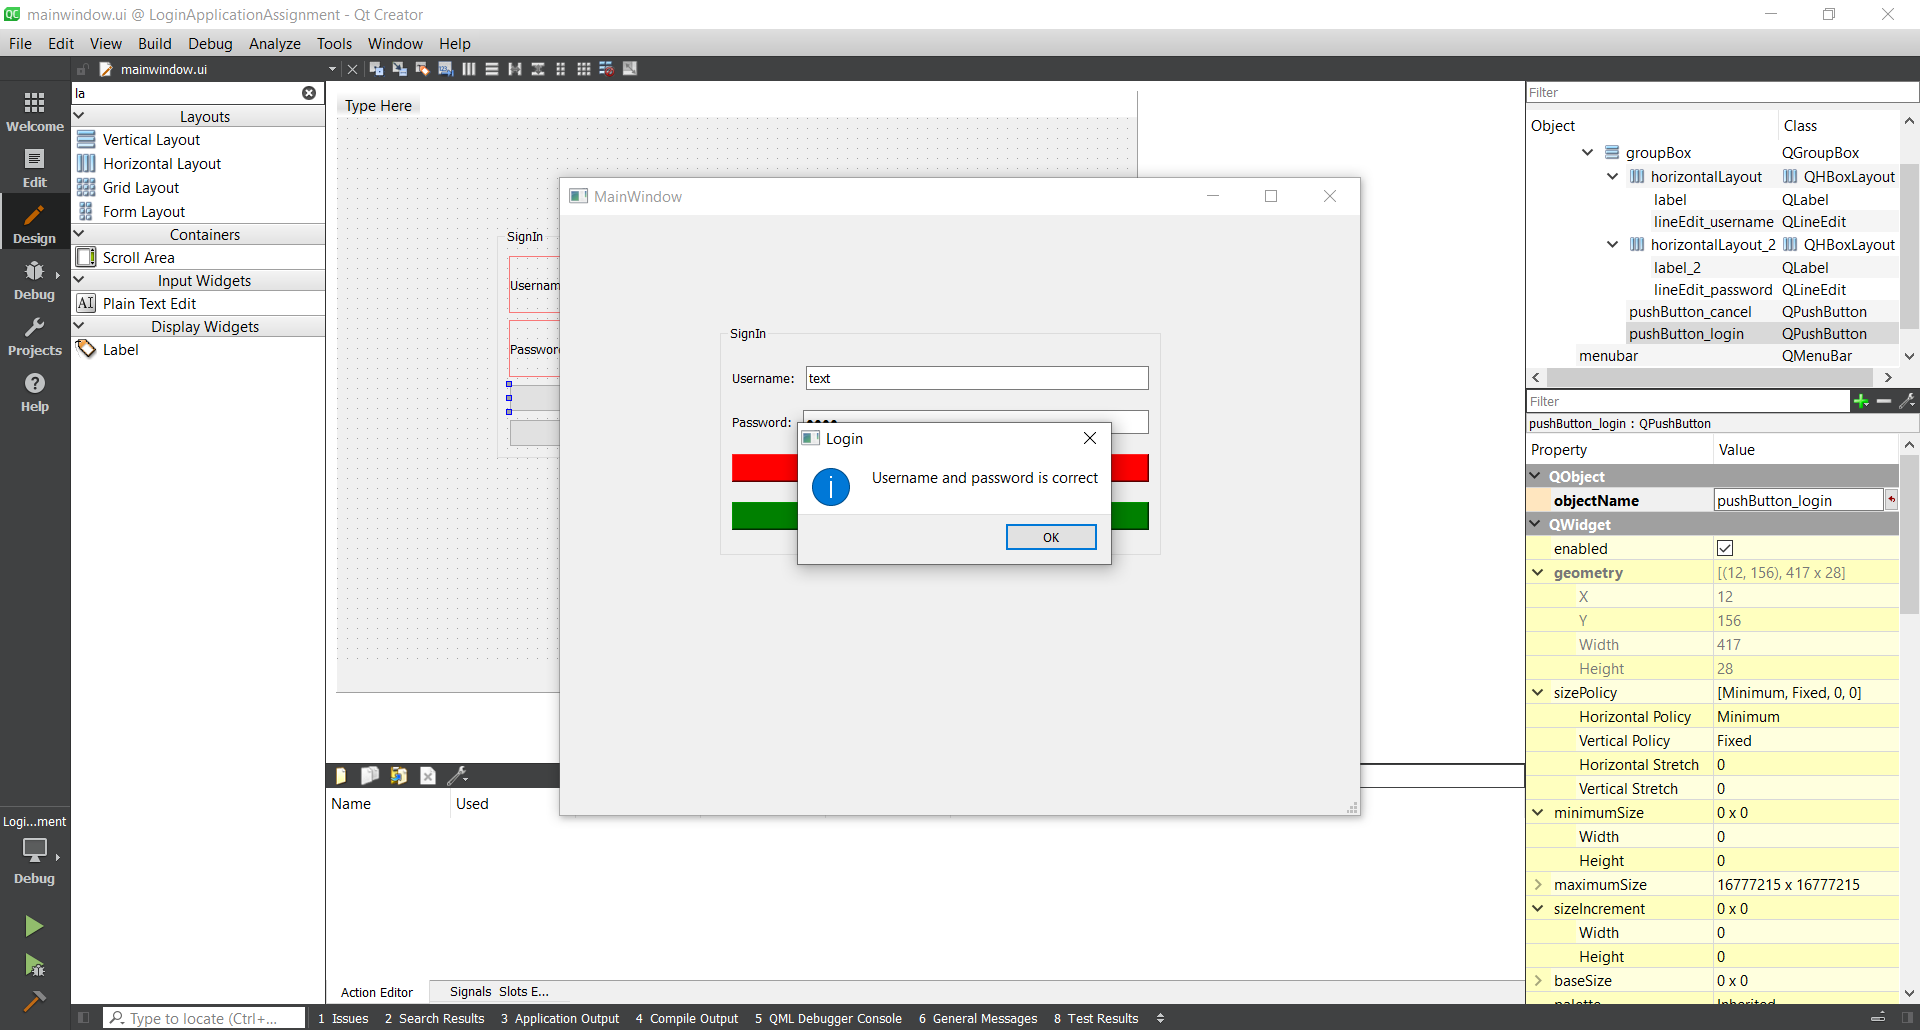 mainwindow.ui @ LoginApplicationAssignment - Qt Creator
File Edit View Build Debug Analyze Tools Window Help
mainwindow.ui
Welcome
Edit
Design
Debug
Projects
Help
Logi...ment
Debug
la
Layouts
Vertical Layout
Horizontal Layout
Grid Layout
Form Layout
Containers
Scroll Area
Input Widgets
Plain Text Edit
Display Widgets
Label
Type Here
SignIn
Usernam
Passwor
MainWindow
SignIn
Username: text
Password:
Login
Username and password is correct
OK
Name Used
Action Editor Signals Slots E...
Filter
Object Class
groupBox QGroupBox
horizontalLayout QHBoxLayout
label QLabel
lineEdit_username QLineEdit
horizontalLayout_2 QHBoxLayout
label_2 QLabel
lineEdit_password QLineEdit
pushButton_cancel QPushButton
pushButton_login QPushButton
menubar QMenuBar
Filter
pushButton_login : QPushButton
Property Value
QObject
objectName pushButton_login
QWidget
enabled
geometry [(12, 156), 417 x 28]
X 12
Y 156
Width 417
Height 28
sizePolicy [Minimum, Fixed, 0, 0]
Horizontal Policy Minimum
Vertical Policy Fixed
Horizontal Stretch 0
Vertical Stretch 0
minimumSize 0 x 0
Width 0
Height 0
maximumSize 16777215 x 16777215
sizeIncrement 0 x 0
Width 0
Height 0
baseSize 0 x 0
palette Inherited
Type to locate (Ctrl+...
1 Issues 2 Search Results 3 Application Output 4 Compile Output 5 QML Debugger Console 6 General Messages 8 Test Results